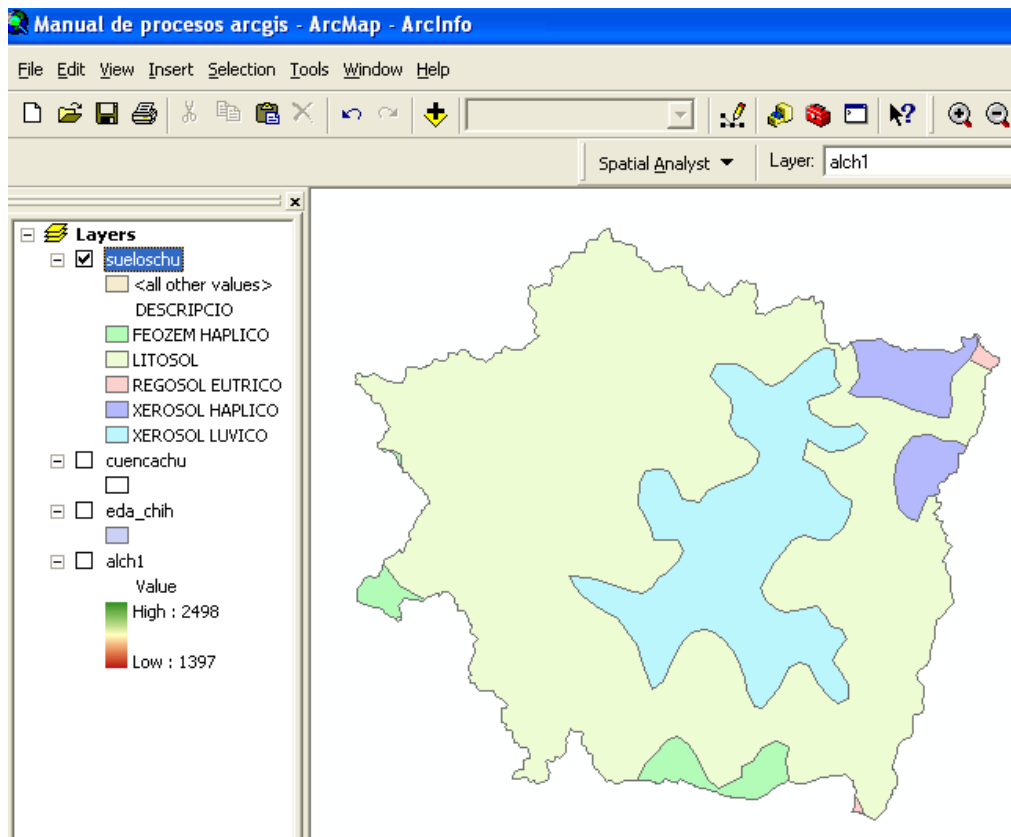 Manual de procesos arcgis - ArcMap - ArcInfo
File Edit View Insert Selection Tools Window Help
Spatial Analyst Layer: alch1
Layers
sueloschu
<all other values>
DESCRIPCIO
FEOZEM HAPLICO
LITOSOL
REGOSOL EUTRICO
XEROSOL HAPLICO
XEROSOL LUVICO
cuencachu
eda_chih
alch1
Value
High : 2498
Low : 1397